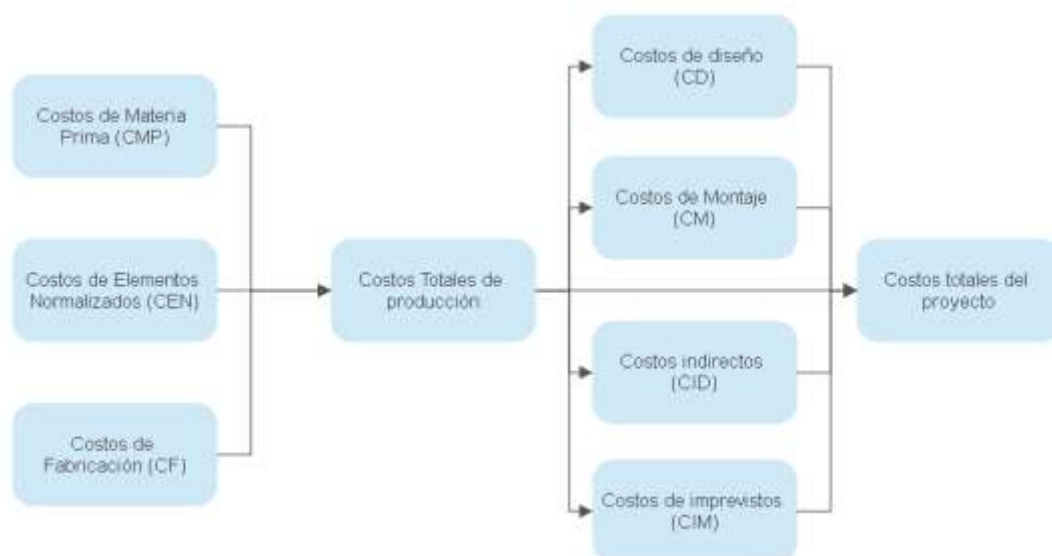 Costos de Materia
Prima (CMP)
Costos de Elementos
Normalizados (CEN)
Costos de
Fabricación (CF)
Costos Totales de
producción
Costos de diseño
(CD)
Costos de Montaje
(CM)
Costos indirectos
(CID)
Costos de imprevistos
(CIM)
Costos totales del
proyecto